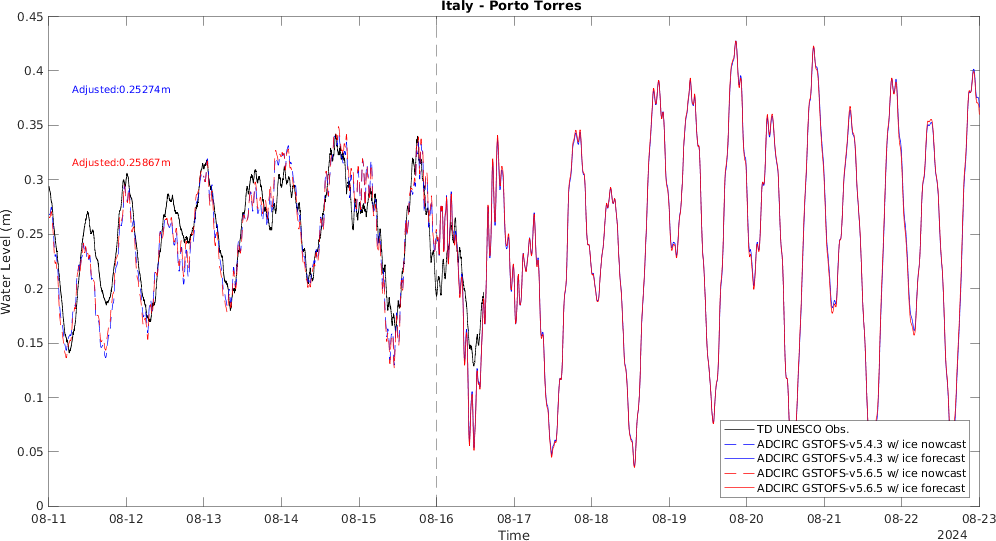 Italy - Porto Torres
0.45
0.4
0.35
0.3
0.25
0.2
0.15
0.1
0.05
0
Water Level (m)
Adjusted:0.25274m
Adjusted:0.25867m
TD UNESCO Obs.
ADCIRC GSTOFS-v5.4.3 w/ ice nowcast
ADCIRC GSTOFS-v5.4.3 w/ ice forecast
ADCIRC GSTOFS-v5.6.5 w/ ice nowcast
ADCIRC GSTOFS-v5.6.5 w/ ice forecast
08-11 08-12 08-13 08-14 08-15 08-16 08-17 08-18 08-19 08-20 08-21 08-22 08-23
Time
2024